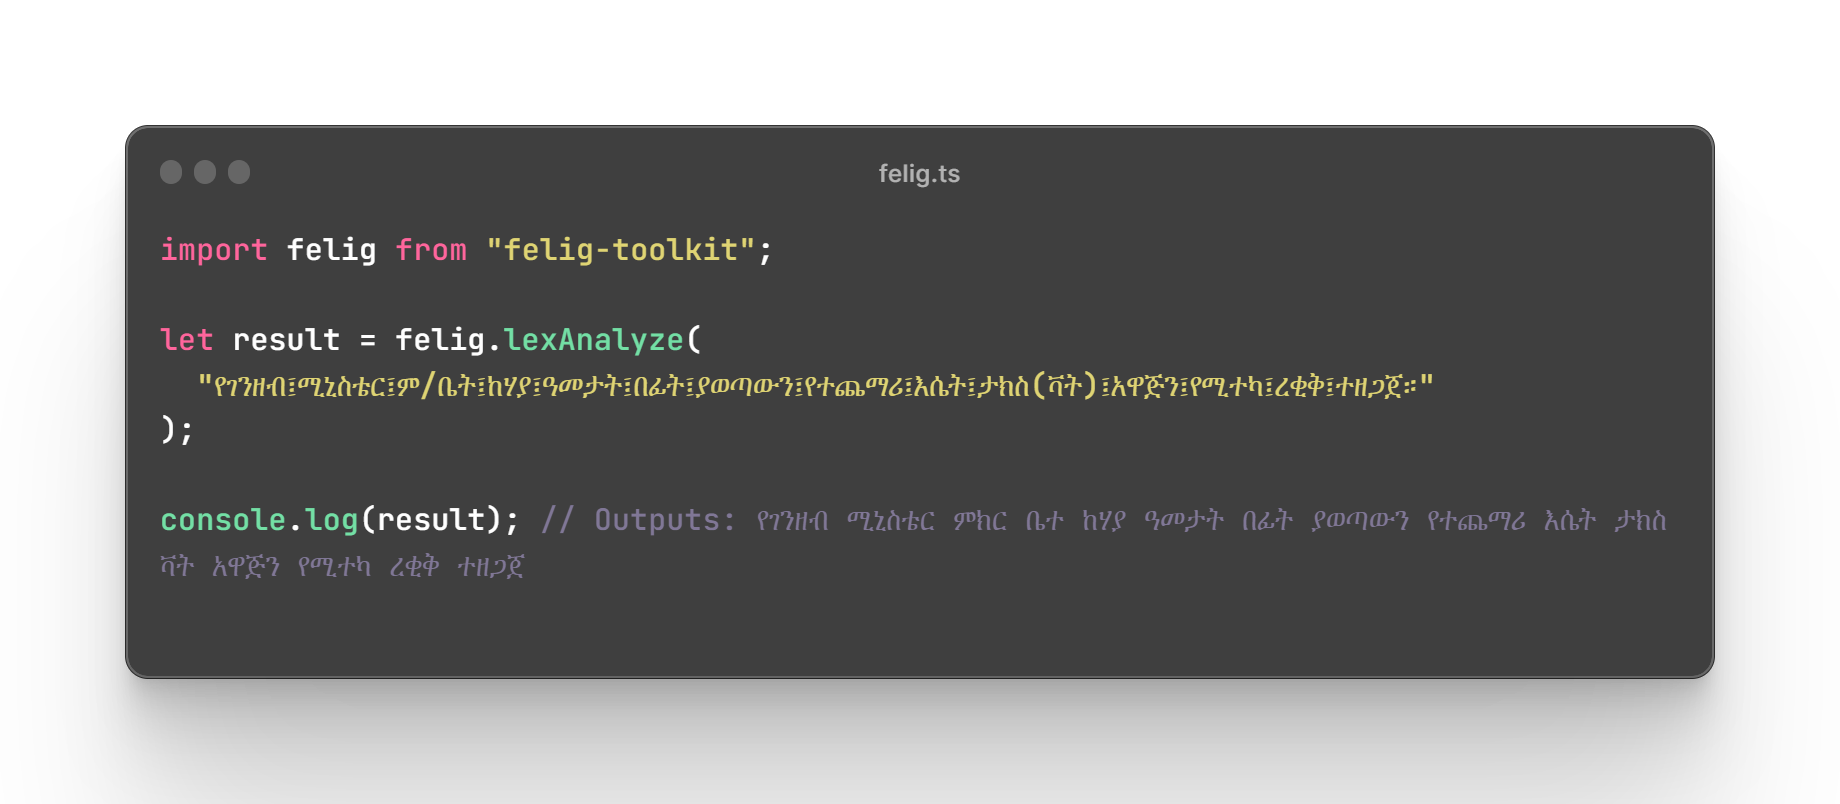 felig.ts
import felig from "felig-toolkit";
let result = felig.lexAnalyze(
"የገንዘብ፤ሚኒስቴር፤ም/ቤት፤ከሃያ፤ዓመታት፤በፊት፤ያወጣውን፤የተጨማሪ፤እሴት፤ታክስ(ቫት)፤አዋጅን፤የሚተካ፤ረቂቅ፤ተዘጋጀ።"
);
console.log(result); // Outputs: የገንዘብ ሚኒስቴር ምክር ቤተ ከሃያ ዓመታት በፊት ያወጣውን የተጨማሪ እሴት ታክስ
ቫት አዋጅን የሚተካ ረቂቅ ተዘጋጀ